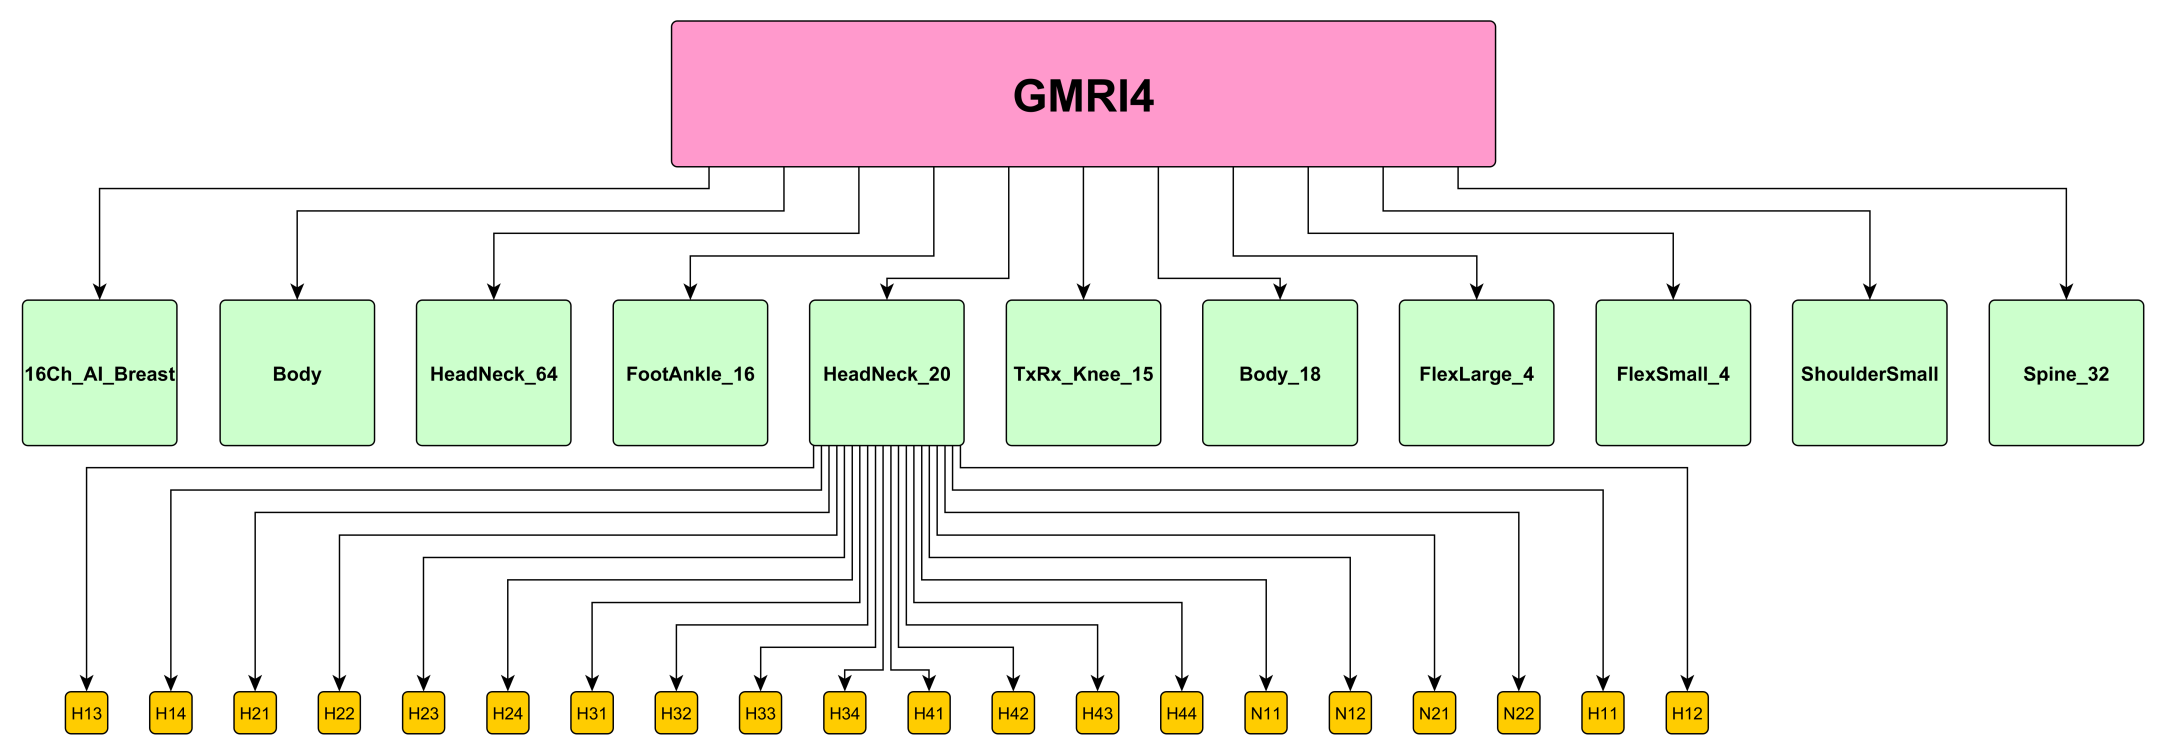 GMRI4
16Ch_AI_Breast
Body
HeadNeck_64
FootAnkle_16
HeadNeck_20
TxRx_Knee_15
Body_18
FlexLarge_4
FlexSmall_4
ShoulderSmall
Spine_32
H13
H14
H21
H22
H23
H24
H31
H32
H33
H34
H41
H42
H43
H44
N11
N12
N21
N22
H11
H12